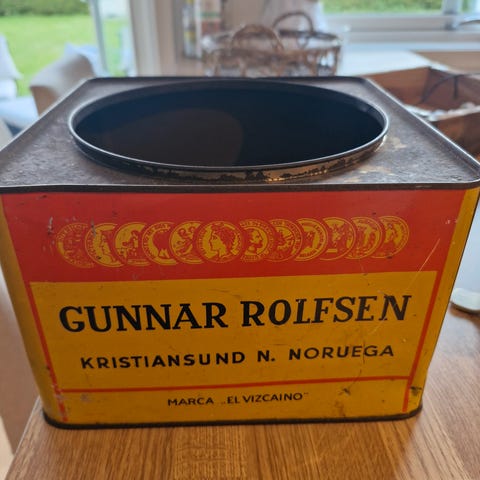 GUNNAR ROLFSEN
KRISTIANSUND N. NORUEGA
MARCA „EL VIZCAINO"